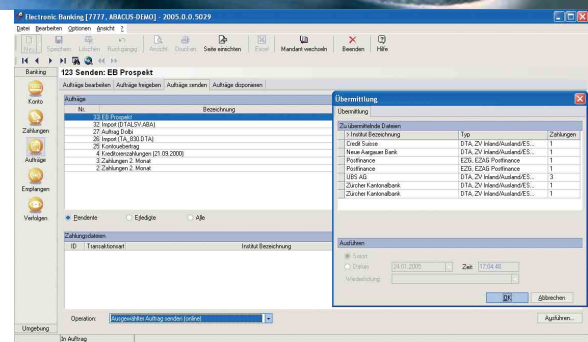 Electronic Banking [7777, ABACUS-DEMO] - 2005.0.0.5029
Datei Bearbeiten Optionen Ansicht ?
Neu Speichern Löschen Rückgängig Ansicht Drucken Seite einrichten Excel Mandant wechseln Beenden Hilfe
Banking
123 Senden: EB Prospekt
Aufträge bearbeiten Aufträge freigeben Aufträge senden Aufträge disponieren
Konto
Zahlungen
Aufträge
Empfangen
Verfolgen
Umgebung
Aufträge
Nr. Bezeichnung
33 EB Prospekt
32 Import (DTALSV.ABA)
27 Auftrag Dolbi
26 Import (TA_830.DTA)
25 Kontouebertrag
4 Kreditorenzahlungen (21.09.2000)
3 Zahlungen 2. Monat
2 Zahlungen 2. Monat
Pendente Erledigte Alle
Zahlungsdateien
ID Transaktionsart Institut Bezeichnung
Operation: Ausgewählter Auftrag senden (online)
Ausführen...
In Auftrag
Übermittlung
Übermittlung
Zu übermittelnde Dateien
Institut Bezeichnung Typ Zahlungen
Credit Suisse DTA, ZV Inland/Ausland/ES... 1
Neue Aargauer Bank DTA, ZV Inland/Ausland/ES... 1
Postfinance EZG, EZAG Postfinance 1
Postfinance EZG, EZAG Postfinance 1
UBS AG DTA, ZV Inland/Ausland/ES... 3
Zürcher Kantonalbank DTA, ZV Inland/Ausland/ES... 1
Zürcher Kantonalbank DTA, ZV Inland/Ausland/ES... 1
Ausführen
Sofort
Datum 24.01.2005 Zeit 17:04:48
Wiederholung
OK Abbrechen